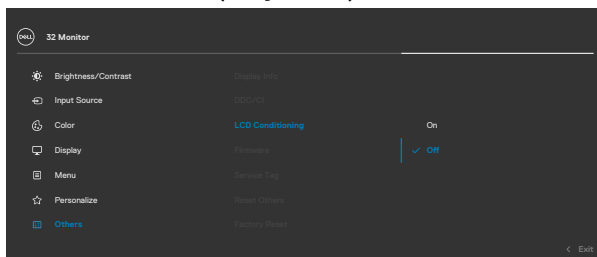 DELL
32 Monitor
Brightness/Contrast
Display Info
Input Source
DDC/CI
Color
LCD Conditioning
On
Display
Firmware
Off
Menu
Service Tag
Personalize
Reset Others
Others
Factory Reset
Exit